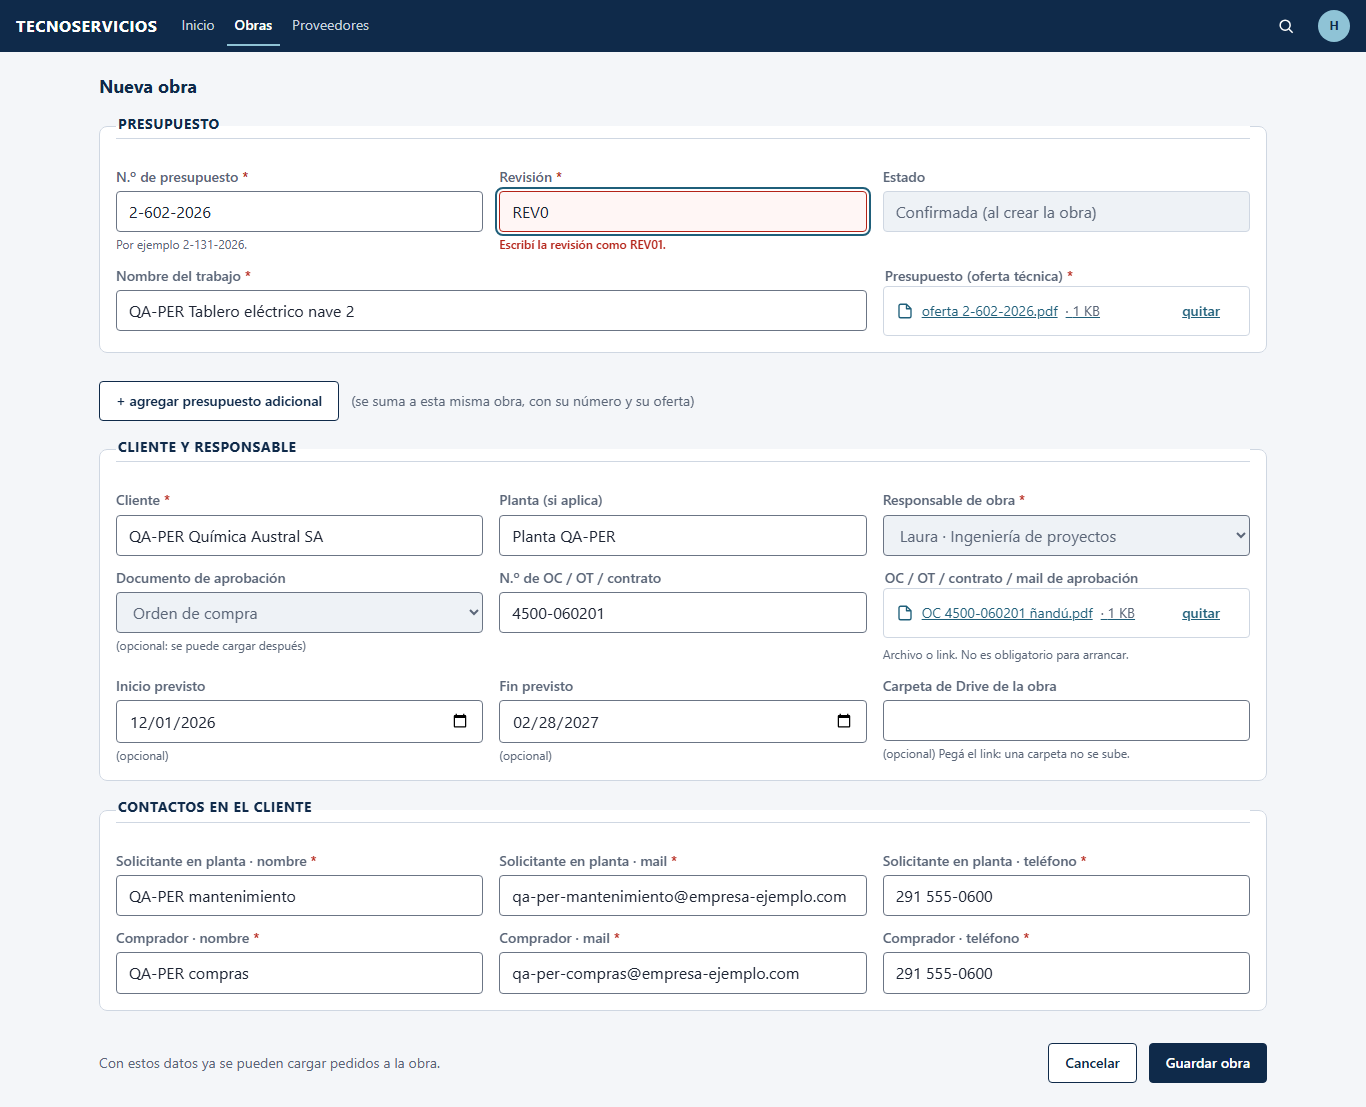 TECNOSERVICIOS Inicio Obras Proveedores H
Nueva obra
PRESUPUESTO
N.º de presupuesto * Revisión * Estado
2-602-2026 REV0 Confirmada (al crear la obra)
Por ejemplo 2-131-2026. Escribí la revisión como REV01.
Nombre del trabajo * Presupuesto (oferta técnica) *
QA-PER Tablero eléctrico nave 2 oferta 2-602-2026.pdf · 1 KB quitar
+ agregar presupuesto adicional (se suma a esta misma obra, con su número y su oferta)
CLIENTE Y RESPONSABLE
Cliente * Planta (si aplica) Responsable de obra *
QA-PER Química Austral SA Planta QA-PER Laura · Ingeniería de proyectos
Documento de aprobación N.º de OC / OT / contrato OC / OT / contrato / mail de aprobación
Orden de compra 4500-060201 OC 4500-060201 ñandú.pdf · 1 KB quitar
(opcional: se puede cargar después) Archivo o link. No es obligatorio para arrancar.
Inicio previsto Fin previsto Carpeta de Drive de la obra
12/01/2026 02/28/2027
(opcional) (opcional) (opcional) Pegá el link: una carpeta no se sube.
CONTACTOS EN EL CLIENTE
Solicitante en planta · nombre * Solicitante en planta · mail * Solicitante en planta · teléfono *
QA-PER mantenimiento qa-per-mantenimiento@empresa-ejemplo.com 291 555-0600
Comprador · nombre * Comprador · mail * Comprador · teléfono *
QA-PER compras qa-per-compras@empresa-ejemplo.com 291 555-0600
Con estos datos ya se pueden cargar pedidos a la obra. Cancelar Guardar obra